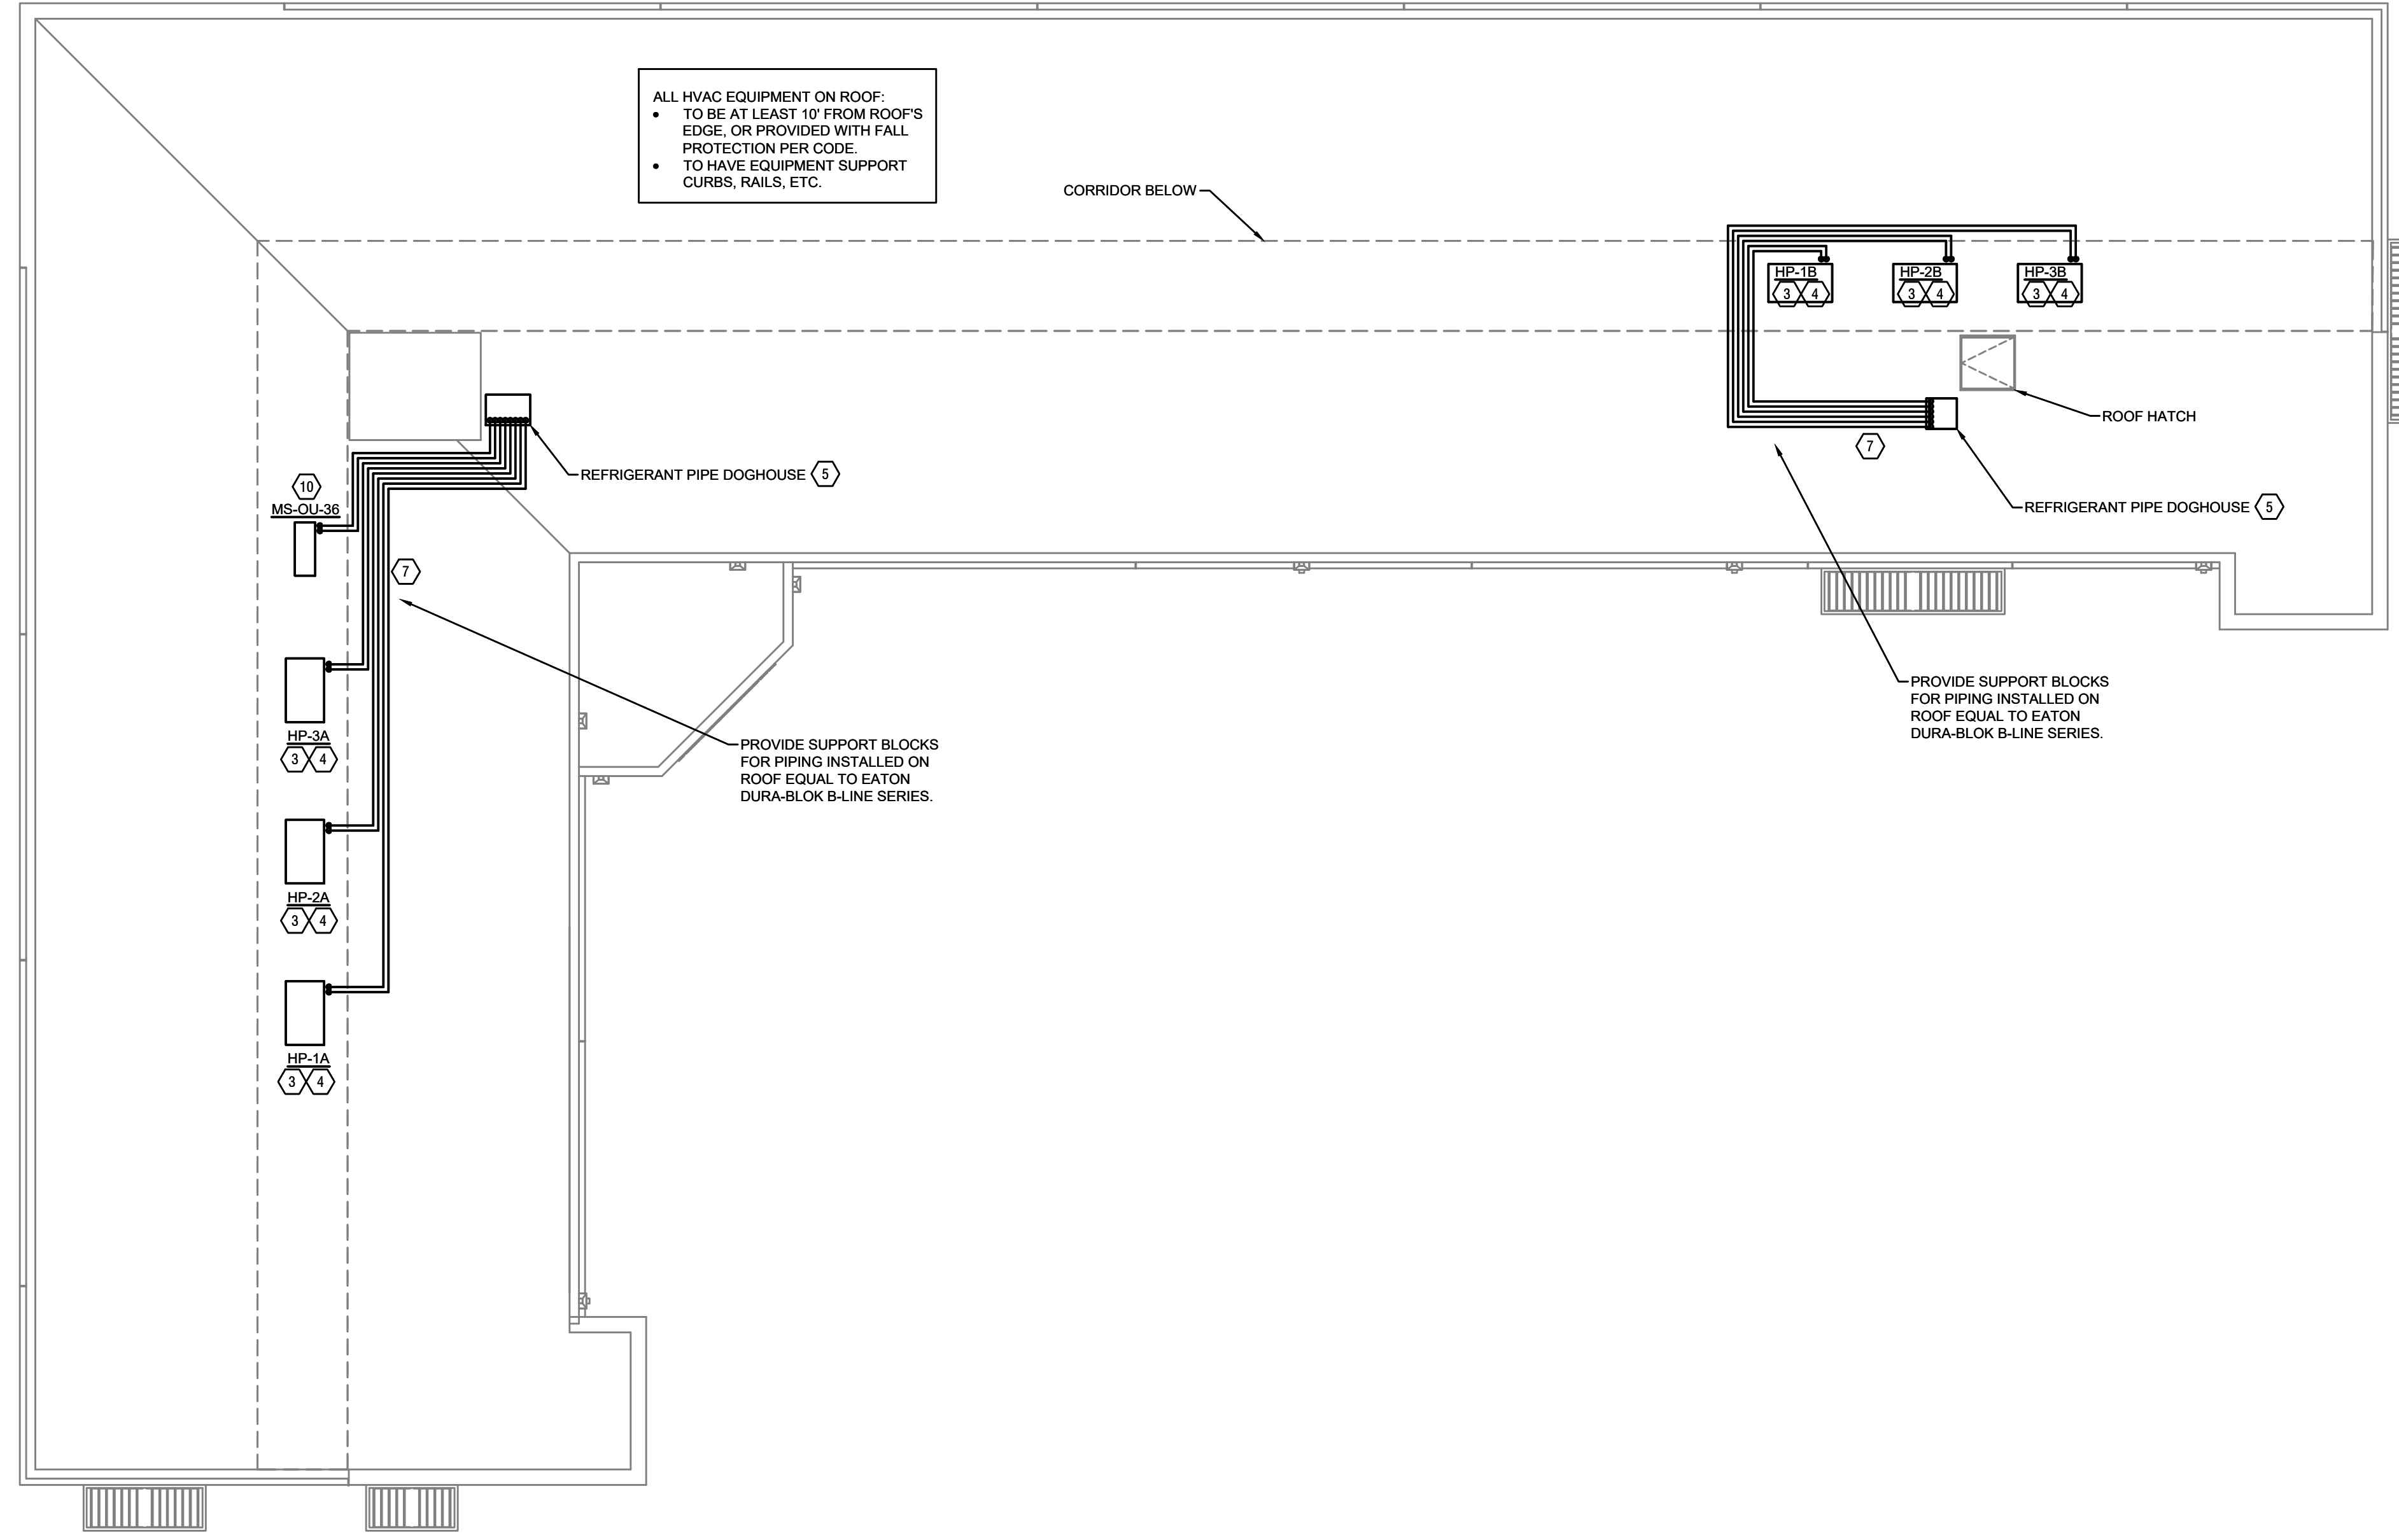 ALL HVAC EQUIPMENT ON ROOF:
• TO BE AT LEAST 10' FROM ROOF'S
EDGE, OR PROVIDED WITH FALL
PROTECTION PER CODE.
• TO HAVE EQUIPMENT SUPPORT
CURBS, RAILS, ETC.
CORRIDOR BELOW
HP-1B
3 4
HP-2B
3 4
HP-3B
3 4
ROOF HATCH
7
REFRIGERANT PIPE DOGHOUSE 5
REFRIGERANT PIPE DOGHOUSE 5
10
MS-OU-36
7
HP-3A
3 4
HP-2A
3 4
HP-1A
3 4
PROVIDE SUPPORT BLOCKS
FOR PIPING INSTALLED ON
ROOF EQUAL TO EATON
DURA-BLOK B-LINE SERIES.
PROVIDE SUPPORT BLOCKS
FOR PIPING INSTALLED ON
ROOF EQUAL TO EATON
DURA-BLOK B-LINE SERIES.